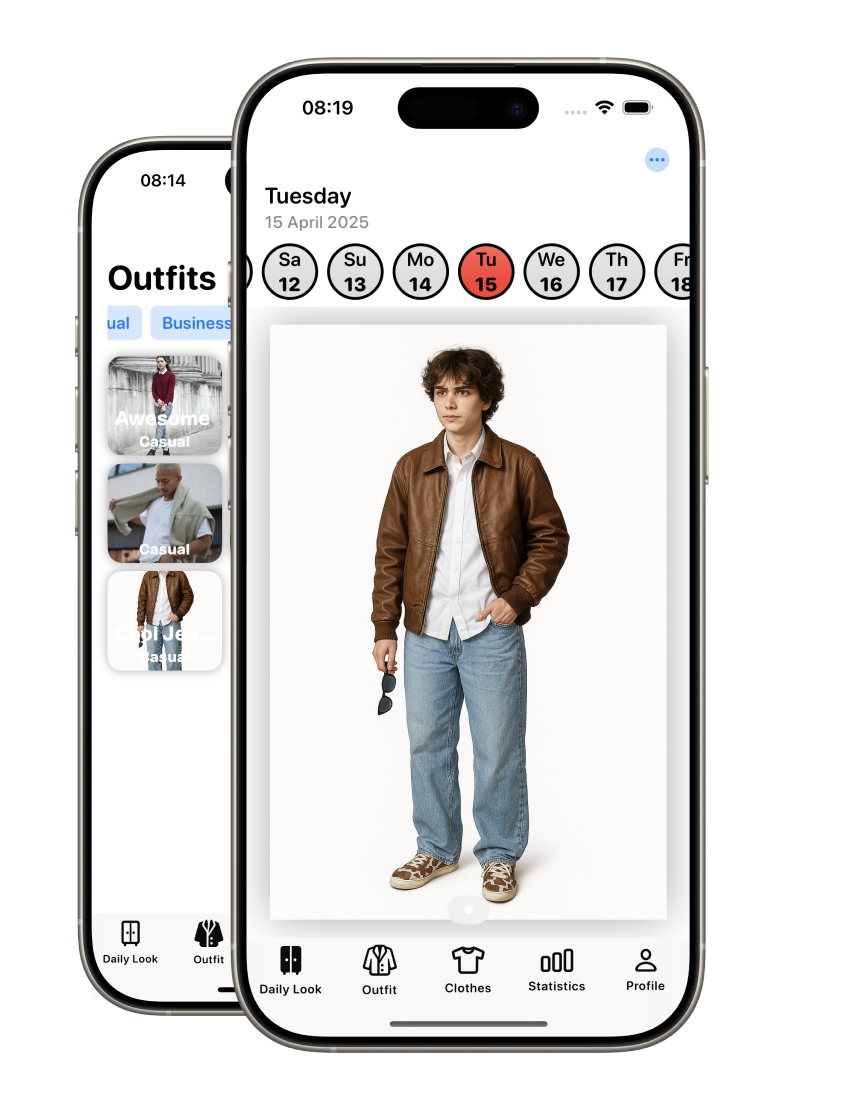 08:14
Outfits
ual
Business
Awesome
Casual
Casual
Cool Jea...
Casual
Daily Look
Outfit
08:19
Tuesday
15 April 2025
Sa Su Mo Tu We Th Fr
12 13 14 15 16 17 18
Daily Look
Outfit
Clothes
Statistics
Profile